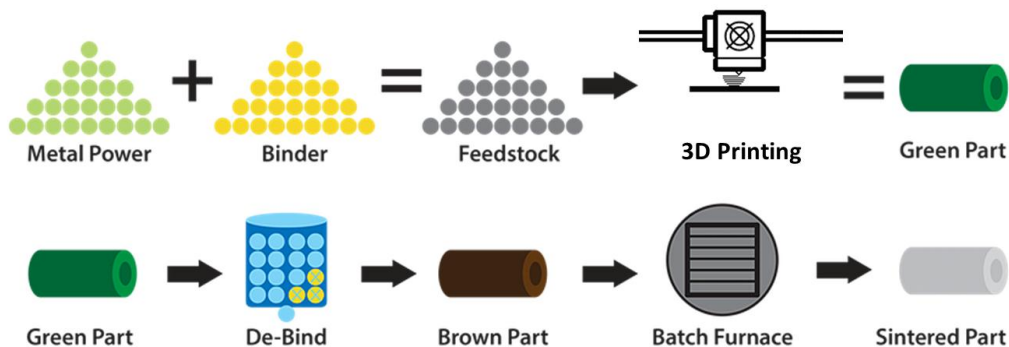 Metal Power
Binder
Feedstock
3D Printing
Green Part
Green Part
De-Bind
Brown Part
Batch Furnace
Sintered Part